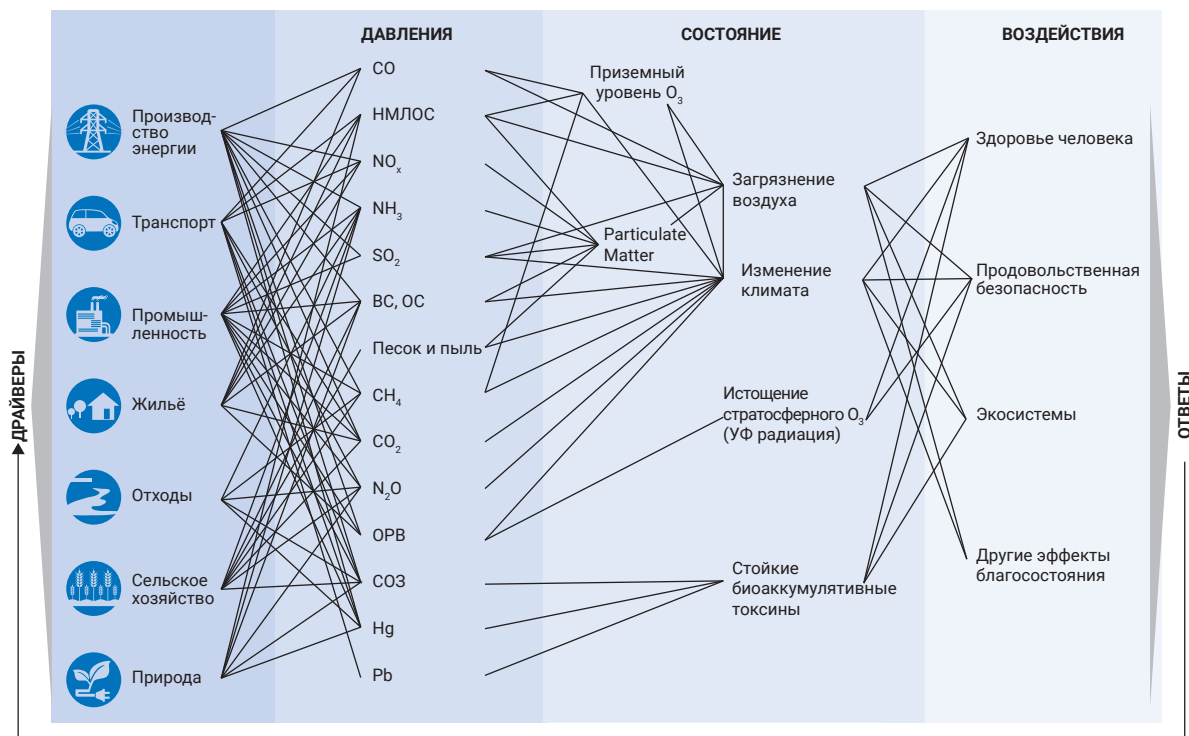 ДАВЛЕНИЯ
СОСТОЯНИЕ
ВОЗДЕЙСТВИЯ
ДРАЙВЕРЫ
Производ-
ство
энергии
Транспорт
Промыш-
ленность
Жильё
Отходы
Сельское
хозяйство
Природа
CO
НМЛОС
NOx
NH3
SO2
BC, OC
Песок и пыль
CH4
CO2
N2O
ОРВ
СОЗ
Hg
Pb
Приземный
уровень O3
Загрязнение
воздуха
Particulate
Matter
Изменение
климата
Истощение
стратосферного O3
(УФ радиация)
Стойкие
биоаккумулятивные
токсины
Здоровье человека
Продовольственная
безопасность
Экосистемы
Другие эффекты
благосостояния
ОТВЕТЫ